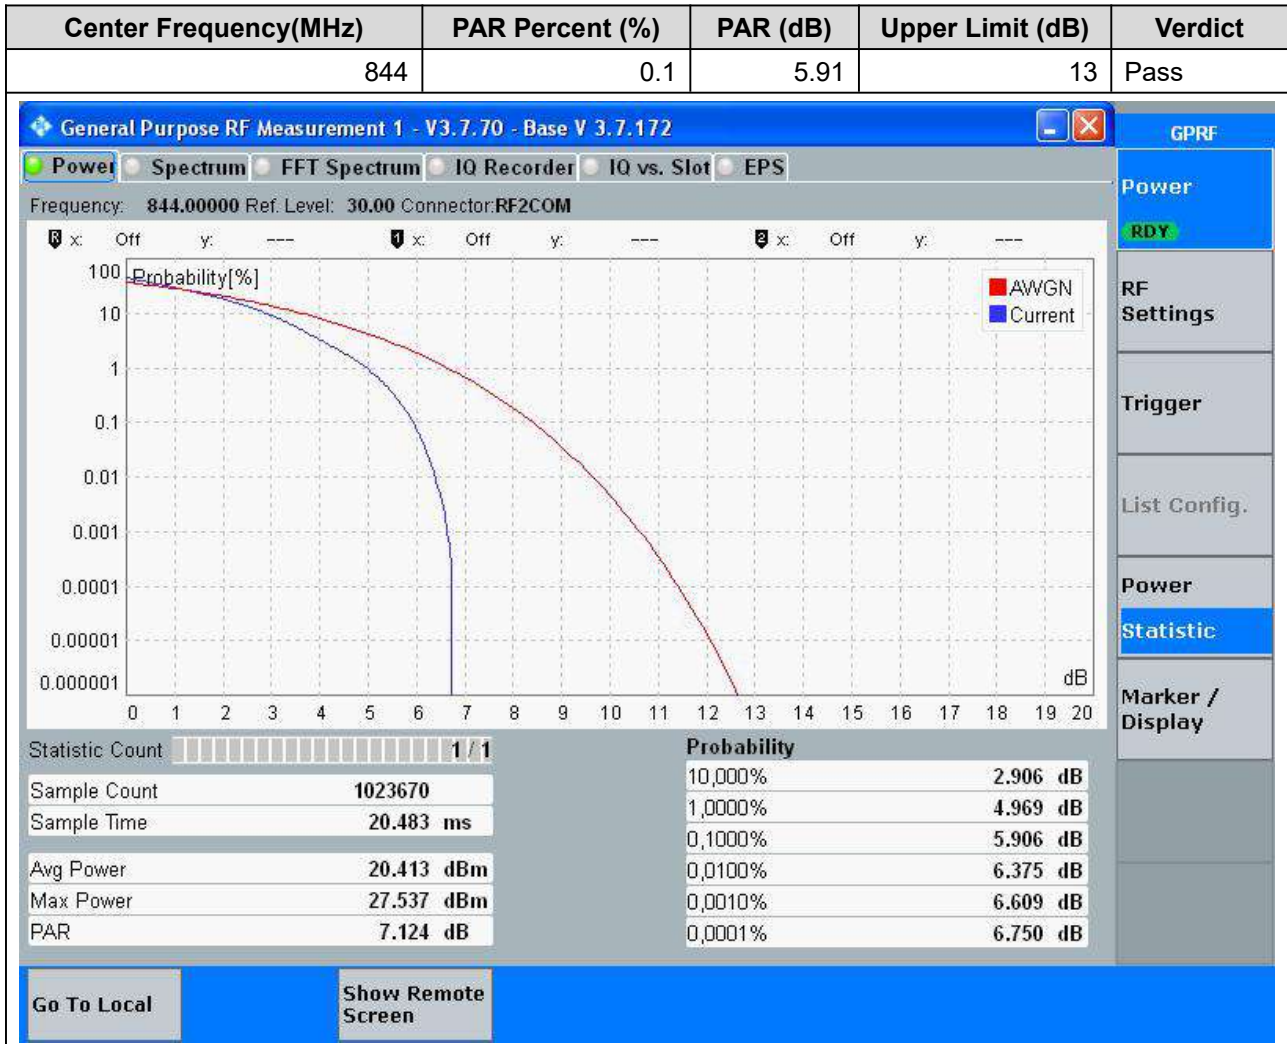 Center Frequency(MHz) PAR Percent (%) PAR (dB) Upper Limit (dB) Verdict
844 0.1 5.91 13 Pass
General Purpose RF Measurement 1 - V3.7.70 - Base V 3.7.172
GPRF
Power Spectrum FFT Spectrum IQ Recorder IQ vs. Slot EPS
Frequency: 844.00000 Ref. Level: 30.00 Connector:RF2COM
R x: Off y: --- 1 x: Off y: --- 2 x: Off y: ---
Probability[%]
AWGN
Current
100
10
1
0.1
0.01
0.001
0.0001
0.00001
0.000001
dB
0 1 2 3 4 5 6 7 8 9 10 11 12 13 14 15 16 17 18 19 20
Statistic Count 1 / 1
Sample Count 1023670
Sample Time 20.483 ms
Avg Power 20.413 dBm
Max Power 27.537 dBm
PAR 7.124 dB
Probability
10,000% 2.906 dB
1,0000% 4.969 dB
0,1000% 5.906 dB
0,0100% 6.375 dB
0,0010% 6.609 dB
0,0001% 6.750 dB
Power
RDY
RF
Settings
Trigger
List Config.
Power
Statistic
Marker /
Display
Go To Local
Show Remote
Screen